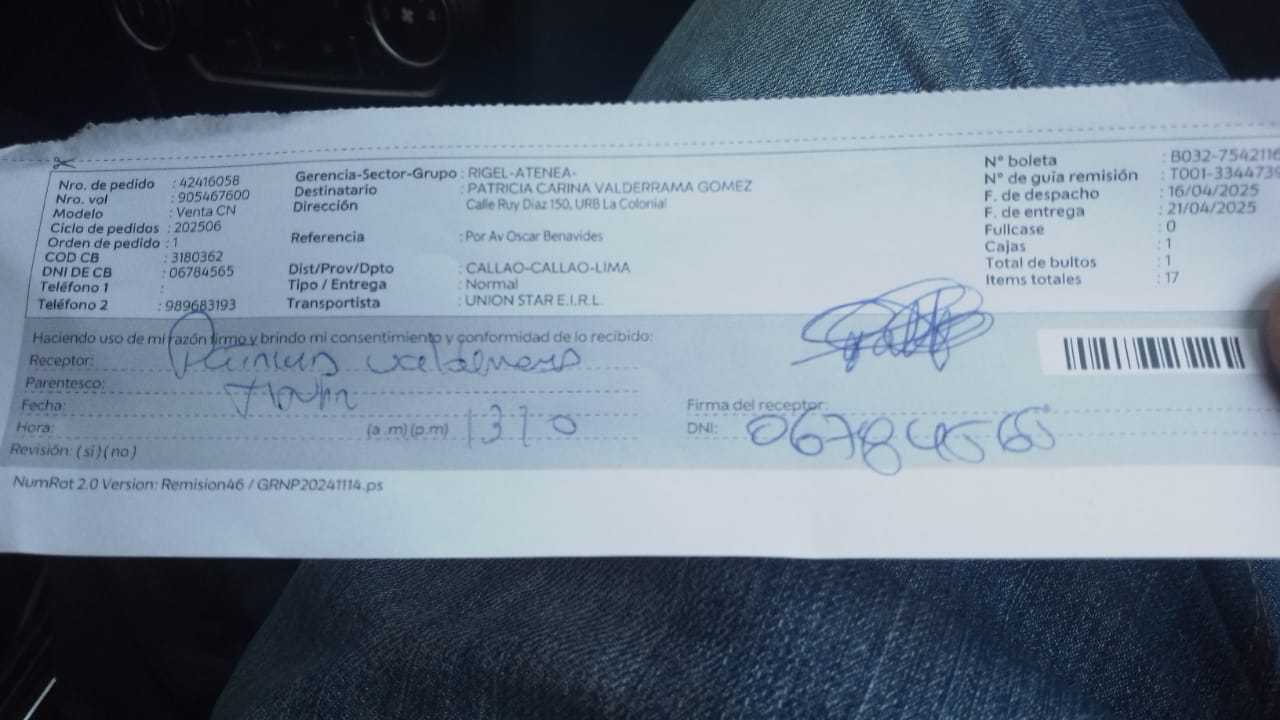 Nro. de pedido : 42416058
Nro. vol : 905467600
Modelo : Venta CN
Ciclo de pedidos : 202506
Orden de pedido : 1
COD CB : 3180362
DNI DE CB : 06784565
Teléfono 1 :
Teléfono 2 : 989683193
Gerencia-Sector-Grupo : RIGEL-ATENEA-
Destinatario : PATRICIA CARINA VALDERRAMA GOMEZ
Dirección Calle Ruy Diaz 150, URB La Colonial
Referencia : Por Av Oscar Benavides
Dist/Prov/Dpto : CALLAO-CALLAO-LIMA
Tipo / Entrega : Normal
Transportista : UNION STAR E.I.R.L.
N° boleta : B032-7542116
N° de guía remisión : T001-3344739
F. de despacho : 16/04/2025
F. de entrega : 21/04/2025
Fullcase : 0
Cajas : 1
Total de bultos : 1
Items totales : 17
Haciendo uso de mi razón firmo y brindo mi consentimiento y conformidad de lo recibido:
Receptor:
Parentesco:
Fecha:
Hora: (a .m) (p.m) 1310
Revisión: ( si ) ( no )
Firma del receptor:
DNI: 06784565
NumRot 2.0 Version: Remision46 / GRNP20241114.ps